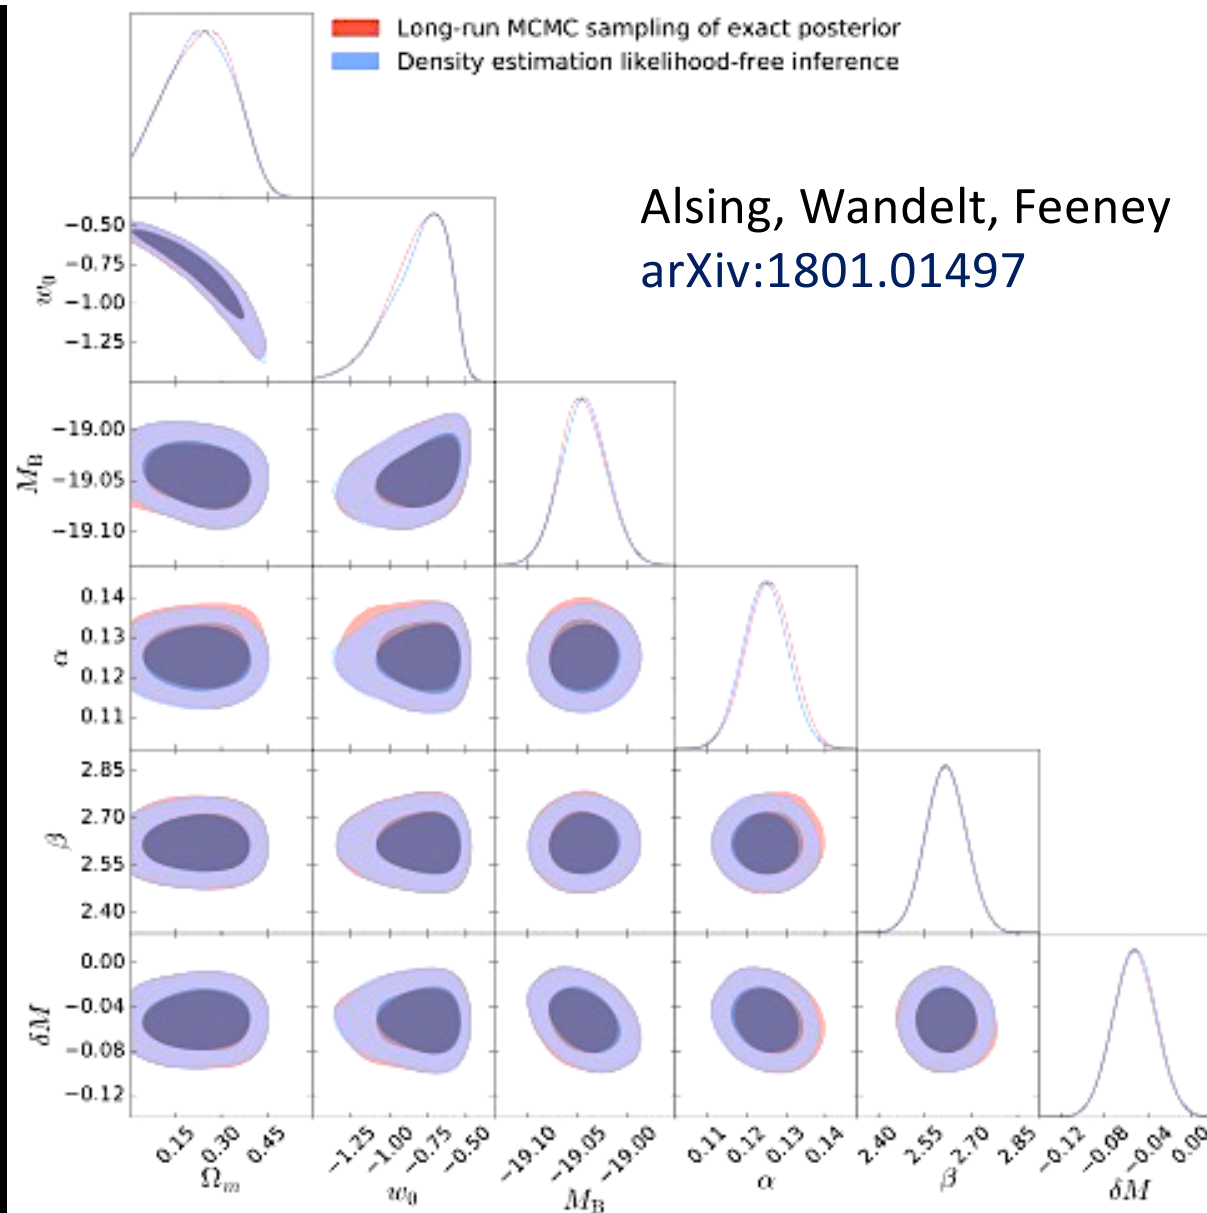 Long-run MCMC sampling of exact posterior
Density estimation likelihood-free inference
Alsing, Wandelt, Feeney
arXiv:1801.01497
w₀
−0.50
−0.75
−1.00
−1.25
M_B
−19.00
−19.05
−19.10
α
0.14
0.13
0.12
0.11
β
2.85
2.70
2.55
2.40
δM
0.00
−0.04
−0.08
−0.12
0.15 0.30 0.45 −1.25 −1.00 −0.75 −0.50 −19.10 −19.05 −19.00 0.11 0.12 0.13 0.14 2.40 2.55 2.70 2.85 −0.12 −0.08 −0.04 0.00
Ω_m w₀ M_B α β δM